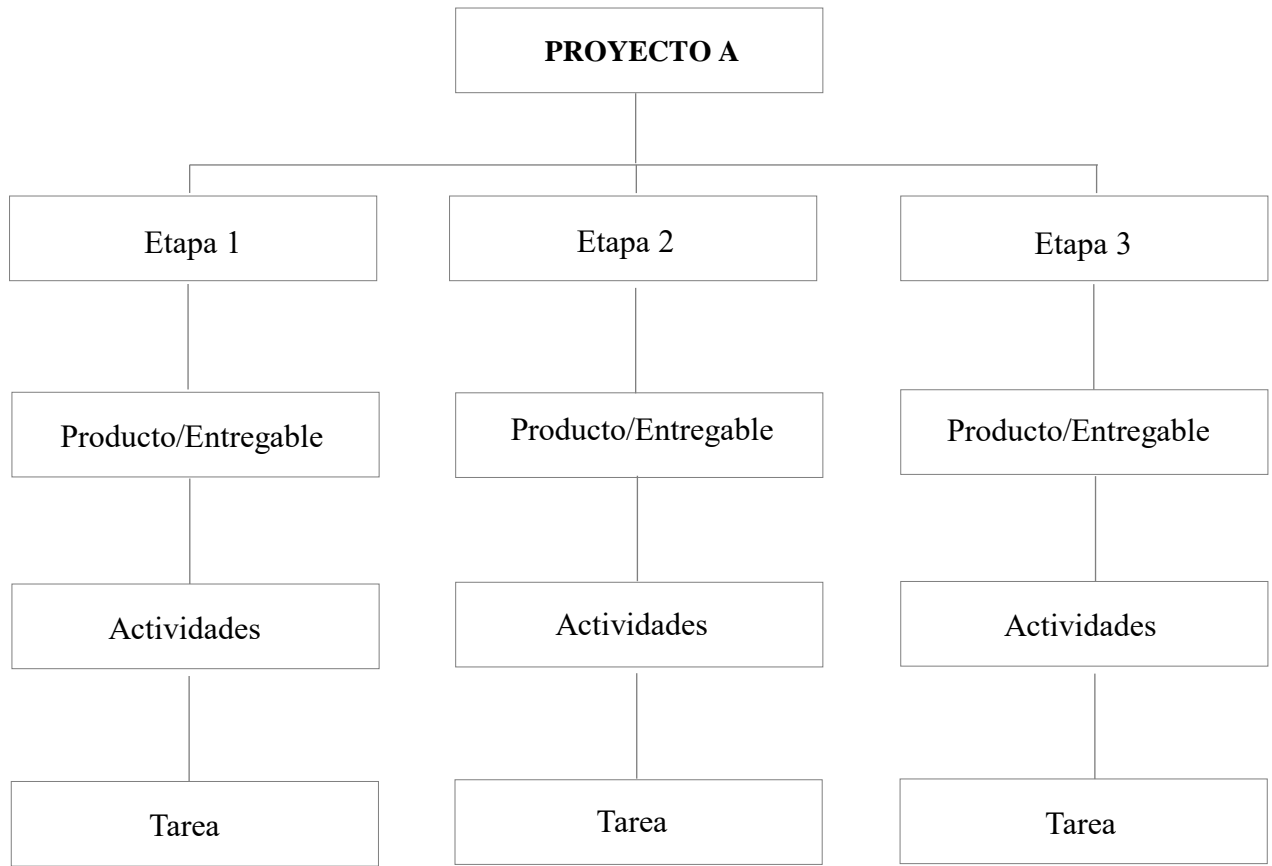 PROYECTO A
Etapa 1
Etapa 2
Etapa 3
Producto/Entregable
Producto/Entregable
Producto/Entregable
Actividades
Actividades
Actividades
Tarea
Tarea
Tarea